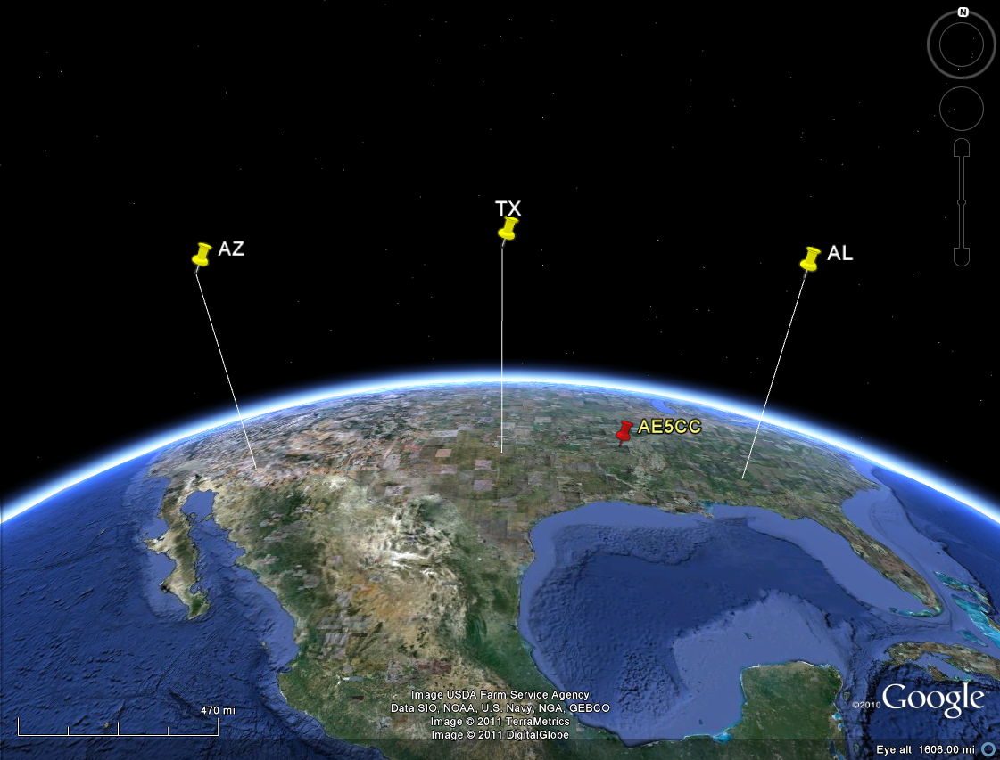 N
TX
AZ
AL
AE5CC
Image USDA Farm Service Agency
Data SIO, NOAA, U.S. Navy, NGA, GEBCO
Image © 2011 TerraMetrics
Image © 2011 DigitalGlobe
470 mi
©2010 Google
Eye alt 1606.00 mi